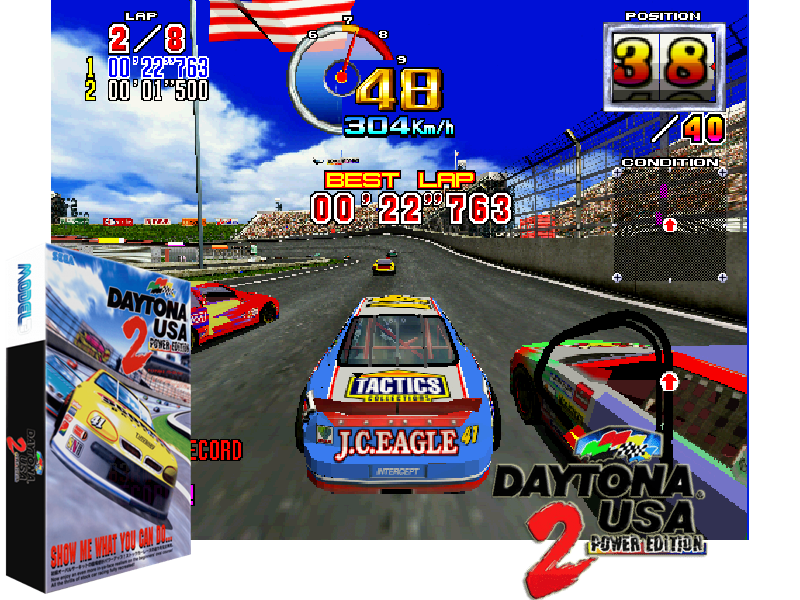 LAP
2/8
1 00'22"763
2 00'01"500
6 7 8 9
48
304Km/h
POSITION
38
/40
CONDITION
BEST LAP
00'22"763
TACTICS
COLLECTIONS
J.C.EAGLE 41
INTERCEPT
ECORD
SEGA
MODEL
DAYTONA
USA
2
POWER EDITION
41
SHOW ME WHAT YOU CAN DO...
DAYTONA
USA
2
POWER EDITION